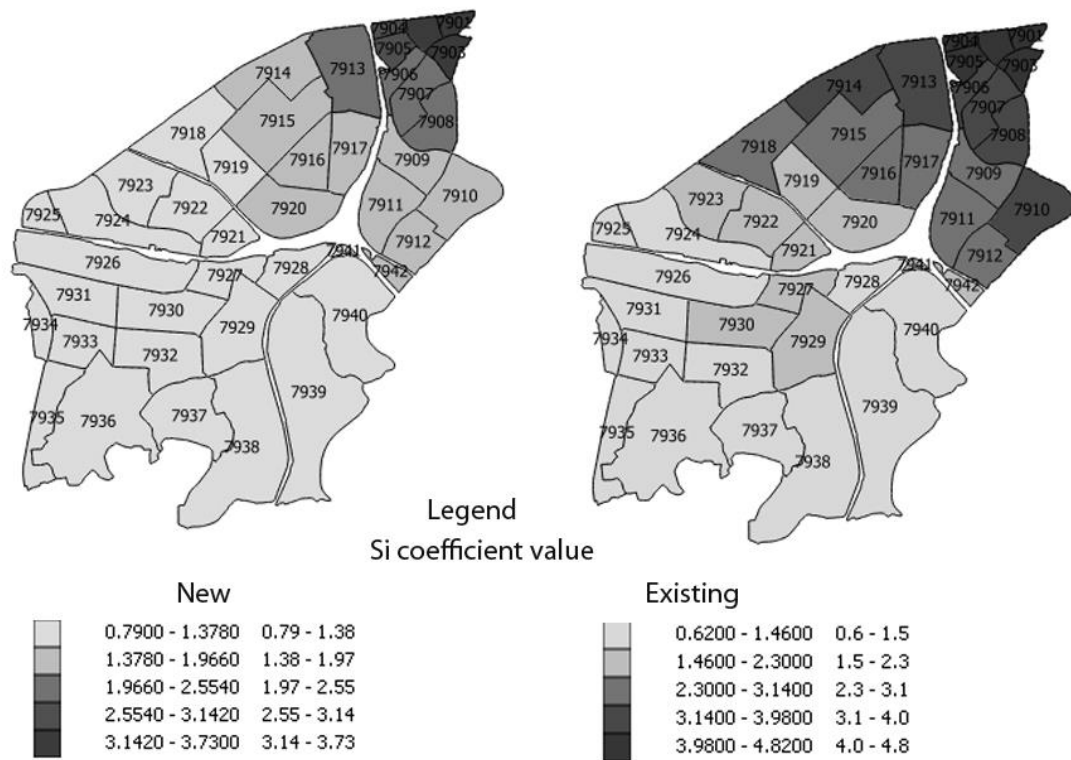 7904 7901
7905 7903
7906
7914 7913
7907
7915 7908
7918
7916 7917
7919 7909
7923 7910
7922 7920 7911
7925 7924
7921 7912
7926 7941
7927 7928 7942
7931 7930
7934 7929 7940
7933 7932
7939
7935 7936 7937
7938
7904 7901
7905 7903
7906
7914 7913
7907
7915 7908
7918
7916 7917
7919 7909
7923 7910
7922 7920 7911
7925 7924
7921 7912
7926 7941
7927 7928 7942
7931 7930
7934 7929 7940
7933 7932
7939
7935 7936 7937
7938
Legend
Si coefficient value
New
0.7900 - 1.3780 0.79 - 1.38
1.3780 - 1.9660 1.38 - 1.97
1.9660 - 2.5540 1.97 - 2.55
2.5540 - 3.1420 2.55 - 3.14
3.1420 - 3.7300 3.14 - 3.73
Existing
0.6200 - 1.4600 0.6 - 1.5
1.4600 - 2.3000 1.5 - 2.3
2.3000 - 3.1400 2.3 - 3.1
3.1400 - 3.9800 3.1 - 4.0
3.9800 - 4.8200 4.0 - 4.8